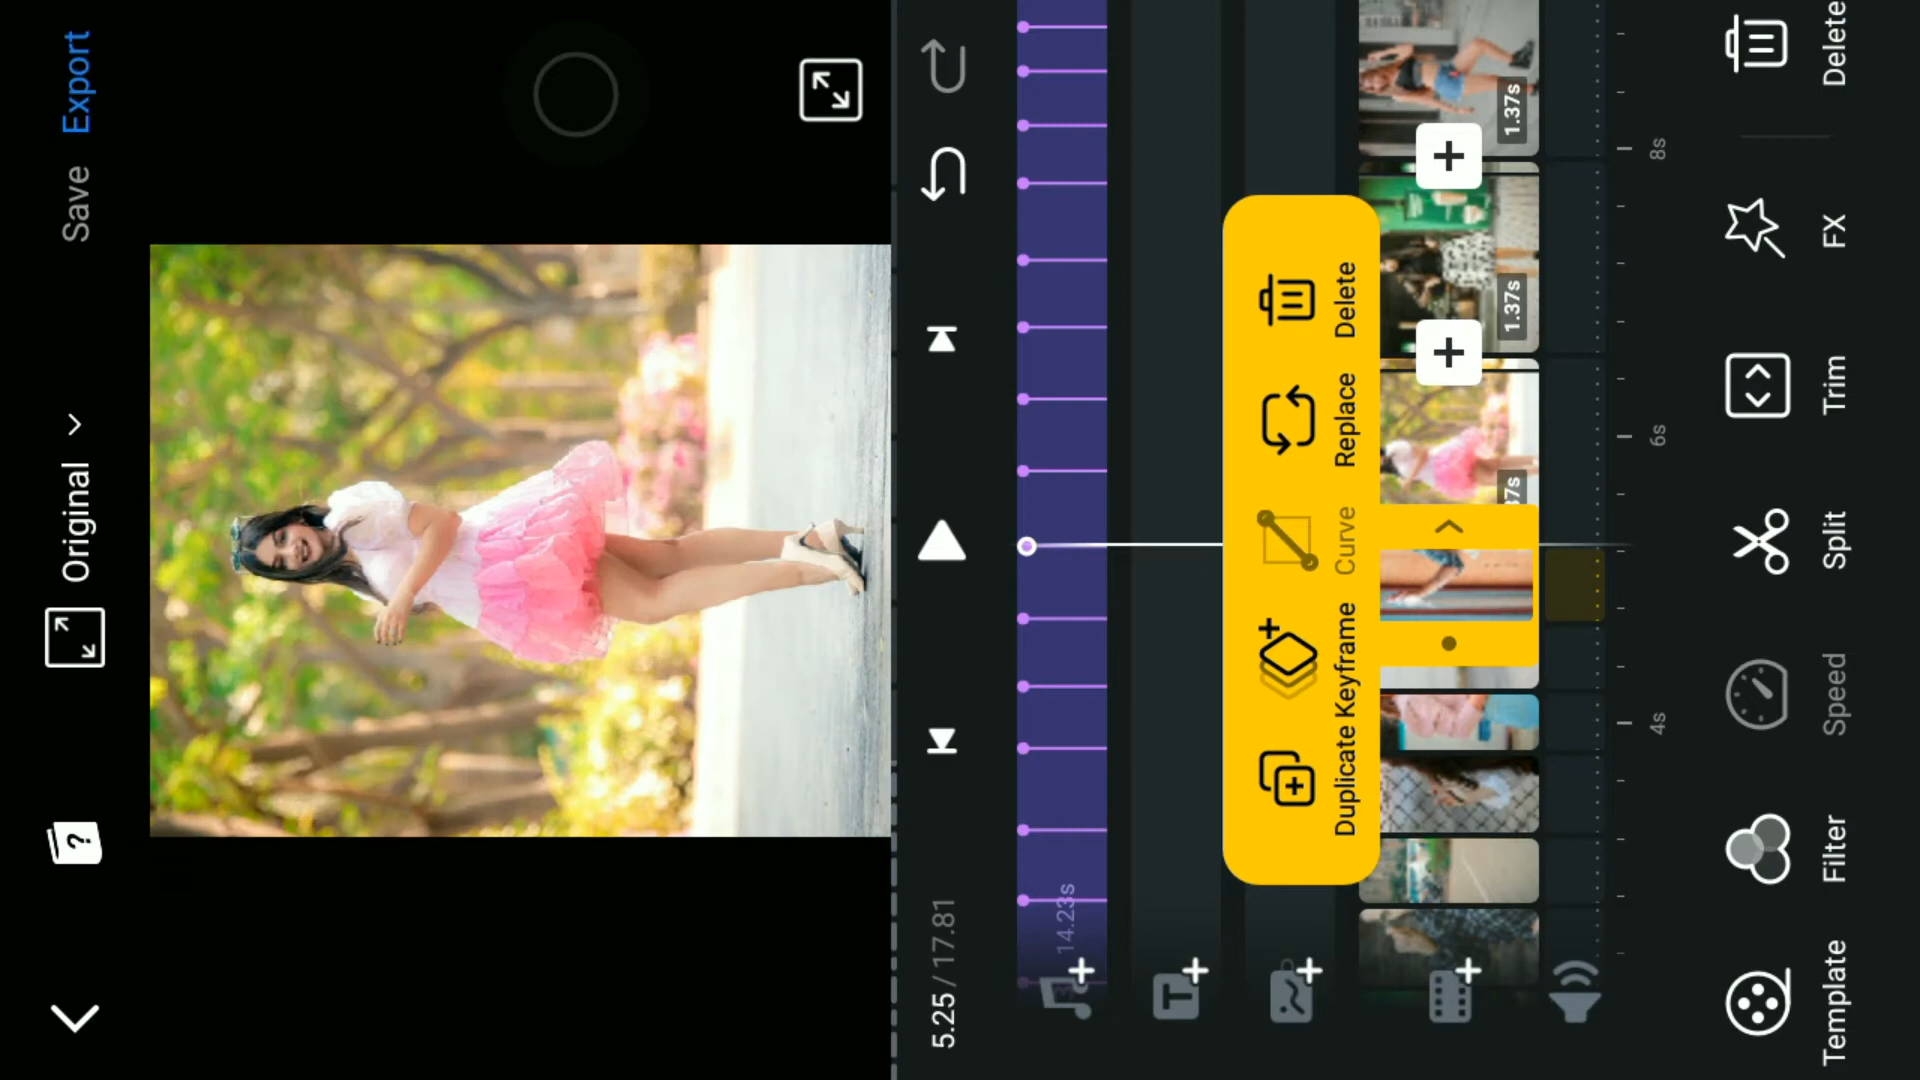 Original
Save
Export
?
5.25 / 17.81
14.23s
T
Duplicate
Keyframe
Curve
Replace
Delete
7s
1.37s
1.37s
4s
6s
8s
Template
Filter
Speed
Split
Trim
FX
Delete